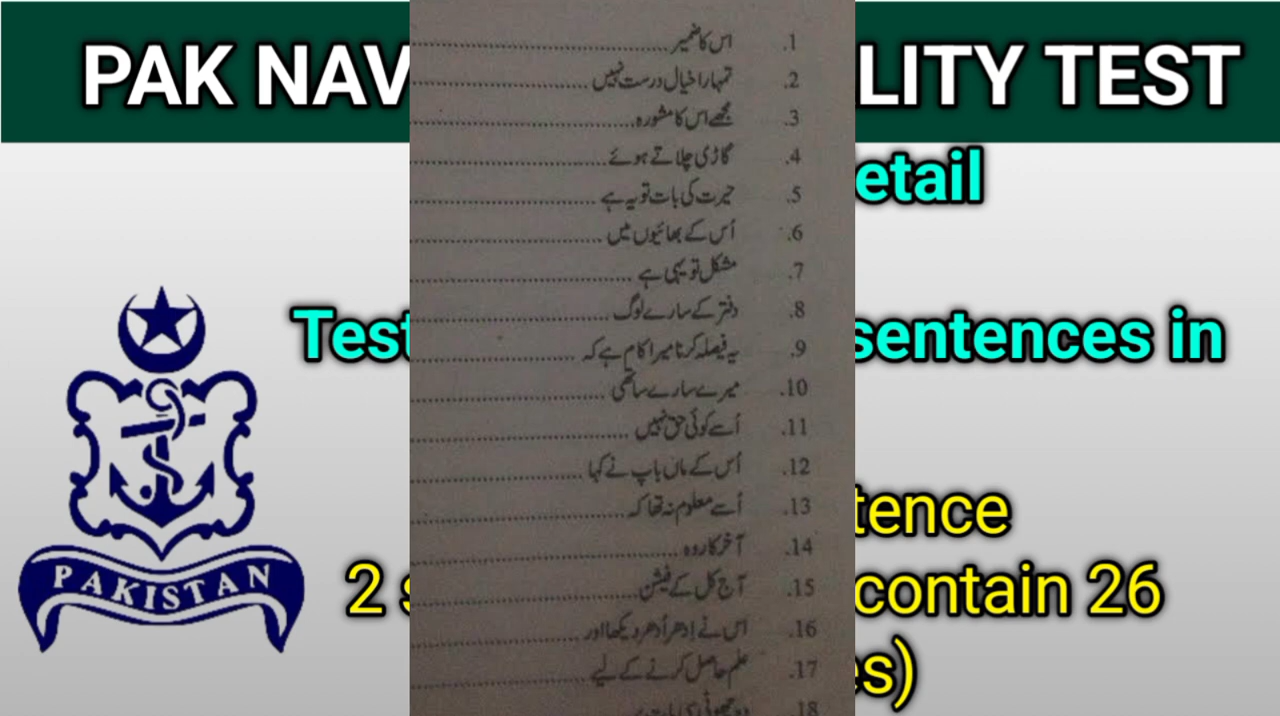 PAK NAV
LITY TEST
etail
Test
sentences in
tence
2 s
contain 26
es)
PAKISTAN
1. اس کا ضمیر
2. تمہارا خیال درست نہیں
3. مجھے اس کا مشورہ
4. گاڑی چلاتے ہوئے
5. حیرت کی بات تو یہ ہے
6. اُس کے بھائیوں میں
7. مشکل تو یہی ہے
8. دفتر کے سارے لوگ
9. یہ فیصلہ کرنا میرا کام ہے کہ
10. میرے سارے ساتھی
11. اُسے کوئی حق نہیں
12. اُس کے ماں باپ نے کہا
13. اُسے معلوم نہ تھا کہ
14. آخر کار وہ
15. آج کل کے فیشن
16. اس نے اِدھر اُدھر دیکھا اور
17. علم حاصل کرنے کے لیے
18.